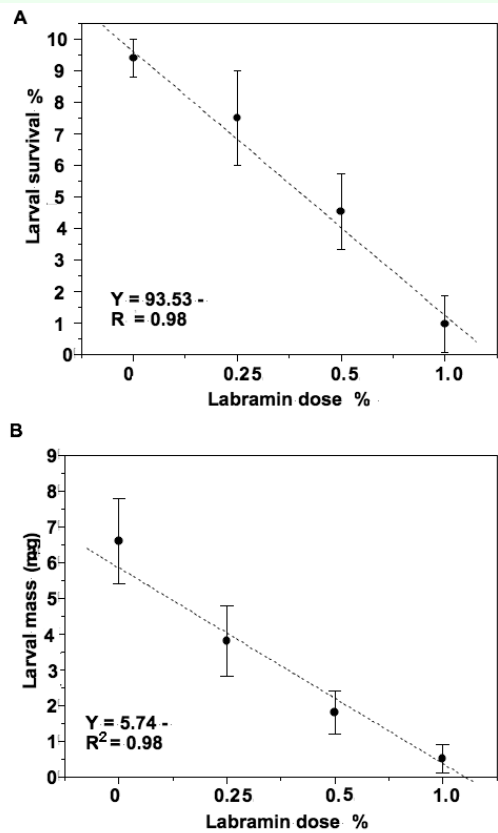 A
10
9
8
7
6
5
4
3
2
1
0
Larval survival %
Y = 93.53 -
R = 0.98
0 0.25 0.5 1.0
Labramin dose %
B
9
8
7
6
5
4
3
2
1
0
Larval mass (mg)
Y = 5.74 -
R² = 0.98
0 0.25 0.5 1.0
Labramin dose %